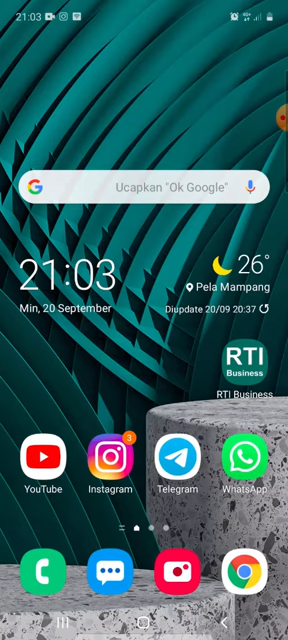 21:03
Ucapkan "Ok Google"
21:03
Min, 20 September
26°
Pela Mampang
Diupdate 20/09 20:37
RTI
Business
RTI Business
3
YouTube
Instagram
Telegram
WhatsApp